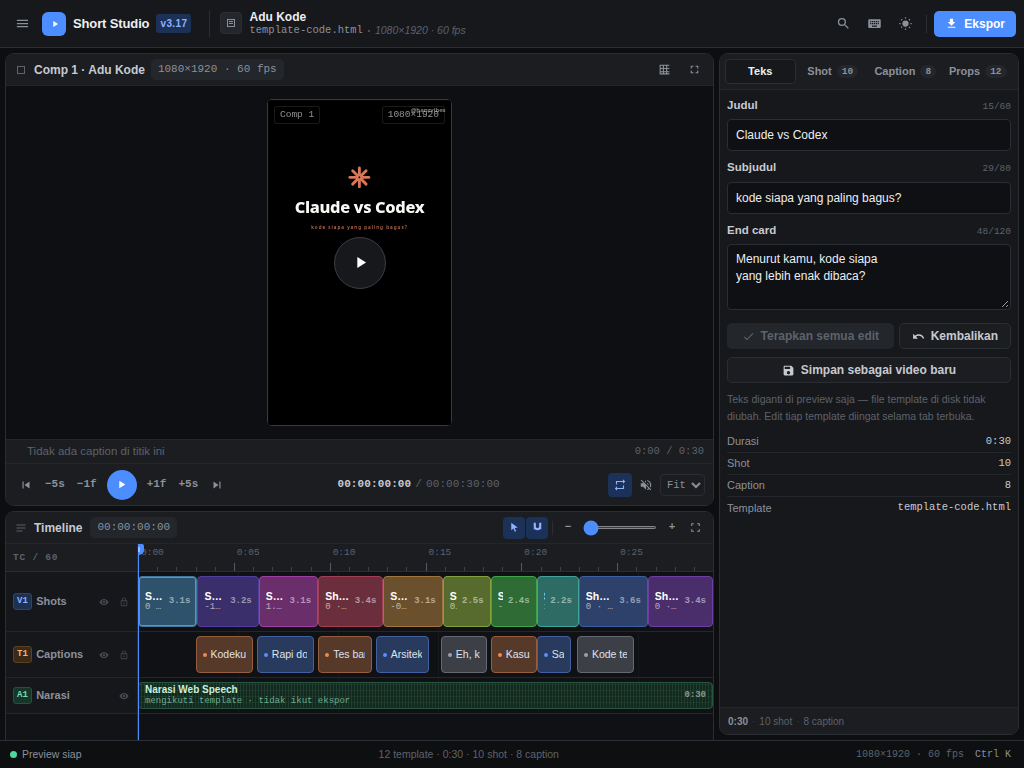 Short Studio v3.17
Adu Kode
template-code.html · 1080×1920 · 60 fps
Ekspor
Comp 1 · Adu Kode 1080×1920 · 60 fps
Comp 1
1080×1920
Claude vs Codex
kode siapa yang paling bagus?
Tidak ada caption di titik ini
0:00 / 0:30
−5s −1f +1f +5s
00:00:00:00 / 00:00:30:00
Fit
Timeline 00:00:00:00
− +
TC / 60
0:00 0:05 0:10 0:15 0:20 0:25
V1 Shots
S… 3.1s S… 3.2s S… 3.1s Sh… 3.4s S… 3.1s S 2.5s S 2.4s 2.2s Sh… 3.6s Sh… 3.4s
T1 Captions
Kodeku Rapi do Tes ba Arsitek Eh, k Kasu Sa Kode te
A1 Narasi
Narasi Web Speech
mengikuti template · tidak ikut ekspor
0:30
Teks Shot 10 Caption 8 Props 12
Judul 15/60
Claude vs Codex
Subjudul 29/80
kode siapa yang paling bagus?
End card 48/120
Menurut kamu, kode siapa
yang lebih enak dibaca?
Terapkan semua edit
Kembalikan
Simpan sebagai video baru
Teks diganti di preview saja — file template di disk tidak
diubah. Edit tiap template diingat selama tab terbuka.
Durasi 0:30
Shot 10
Caption 8
Template template-code.html
0:30 · 10 shot · 8 caption
Preview siap
12 template · 0:30 · 10 shot · 8 caption
1080×1920 · 60 fps Ctrl K